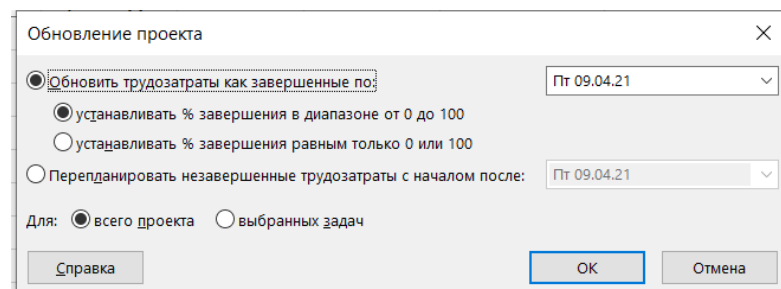 Обновление проекта
Обновить трудозатраты как завершенные по: Пт 09.04.21
устанавливать % завершения в диапазоне от 0 до 100
устанавливать % завершения равным только 0 или 100
Перепланировать незавершенные трудозатраты с началом после: Пт 09.04.21
Для: всего проекта выбранных задач
Справка ОК Отмена